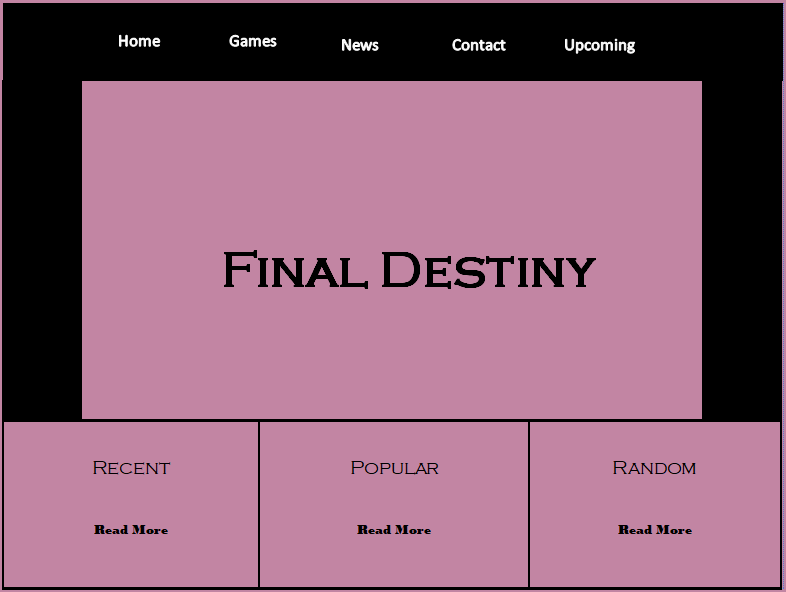 Home Games News Contact Upcoming
Final Destiny
Recent Popular Random
Read More Read More Read More